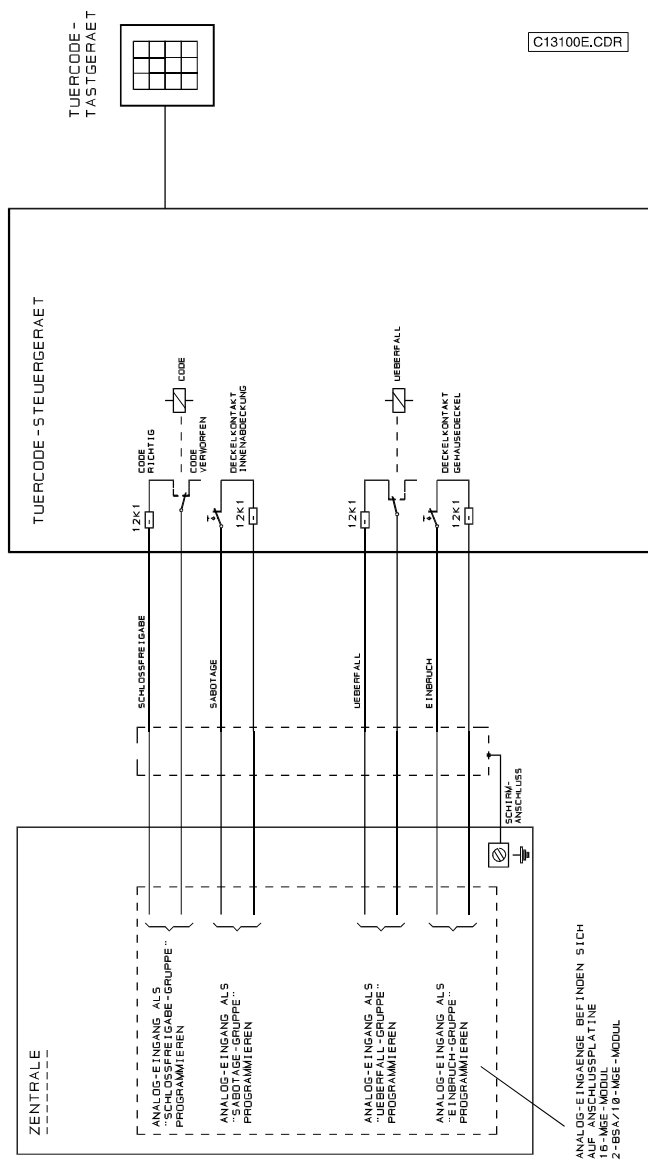 C13100E.CDR
TUERCODE-
TASTGERAET
TUERCODE-STEUERGERAET
12K1
CODE
RICHTIG
CODE
CODE
VERWORFEN
DECKELKONTAKT
INNENABDECKUNG
12K1
12K1
UEBERFALL
DECKELKONTAKT
GEHAUSEDECKEL
12K1
SCHLOSSFREIGABE
SABOTAGE
UEBERFALL
EINBRUCH
SCHIRM-
ANSCHLUSS
ZENTRALE
ANALOG-EINGANG ALS
"SCHLOSSFREIGABE-GRUPPE"
PROGRAMMIEREN
ANALOG-EINGANG ALS
"SABOTAGE-GRUPPE"
PROGRAMMIEREN
ANALOG-EINGANG ALS
"UEBERFALL-GRUPPE"
PROGRAMMIEREN
ANALOG-EINGANG ALS
"EINBRUCH-GRUPPE"
PROGRAMMIEREN
ANALOG-EINGAENGE BEFINDEN SICH
AUF ANSCHLUSSPLATINE
16-MGE-MODUL
2-BSA/10-MGE-MODUL